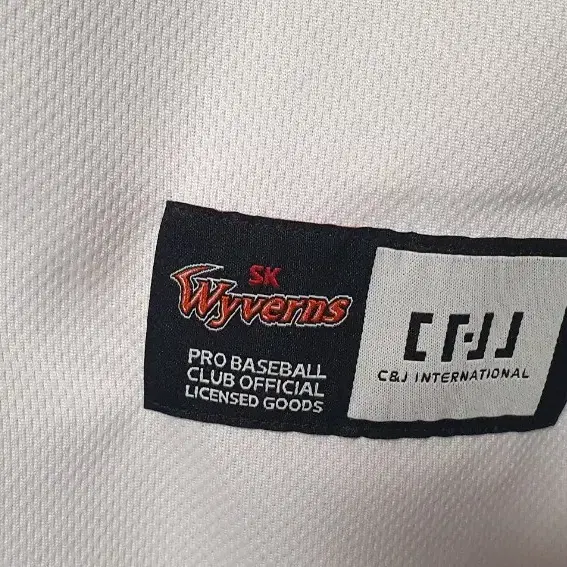 SK
Wyverns
PRO BASEBALL
CLUB OFFICIAL
LICENSED GOODS
C&J
C&J INTERNATIONAL